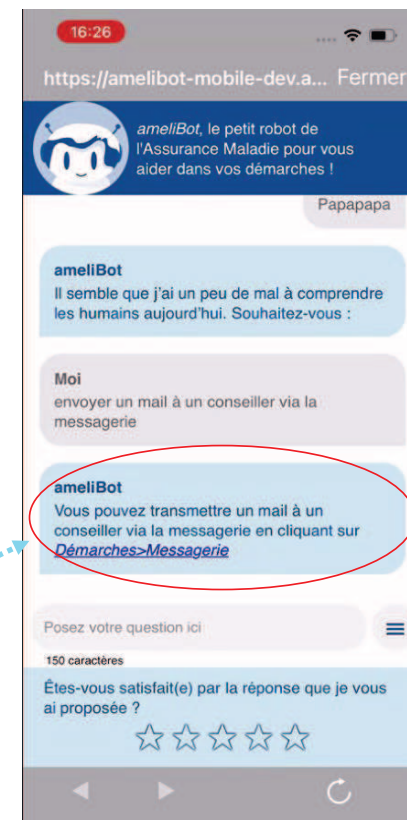 16:26
https://amelibot-mobile-dev.a... Fermer
ameliBot, le petit robot de
l'Assurance Maladie pour vous
aider dans vos démarches !
Papapapa
ameliBot
Il semble que j'ai un peu de mal à comprendre
les humains aujourd'hui. Souhaitez-vous :
Moi
envoyer un mail à un conseiller via la
messagerie
ameliBot
Vous pouvez transmettre un mail à un
conseiller via la messagerie en cliquant sur
Démarches>Messagerie
Posez votre question ici
150 caractères
Êtes-vous satisfait(e) par la réponse que je vous
ai proposée ?